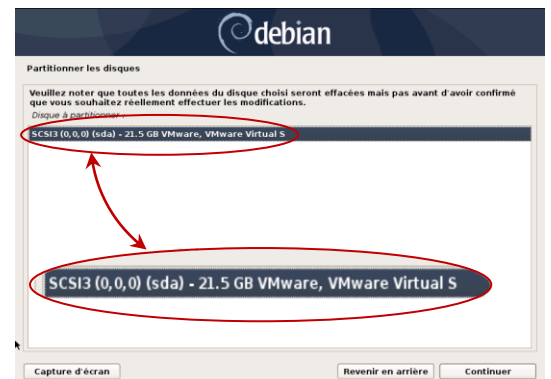 debian
Partitionner les disques
Veuillez noter que toutes les données du disque choisi seront effacées mais pas avant d'avoir confirmé
que vous souhaitez réellement effectuer les modifications.
Disque à partitionner :
SCSI3 (0,0,0) (sda) - 21.5 GB VMware, VMware Virtual S
SCSI3 (0,0,0) (sda) - 21.5 GB VMware, VMware Virtual S
Capture d'écran
Revenir en arrière
Continuer